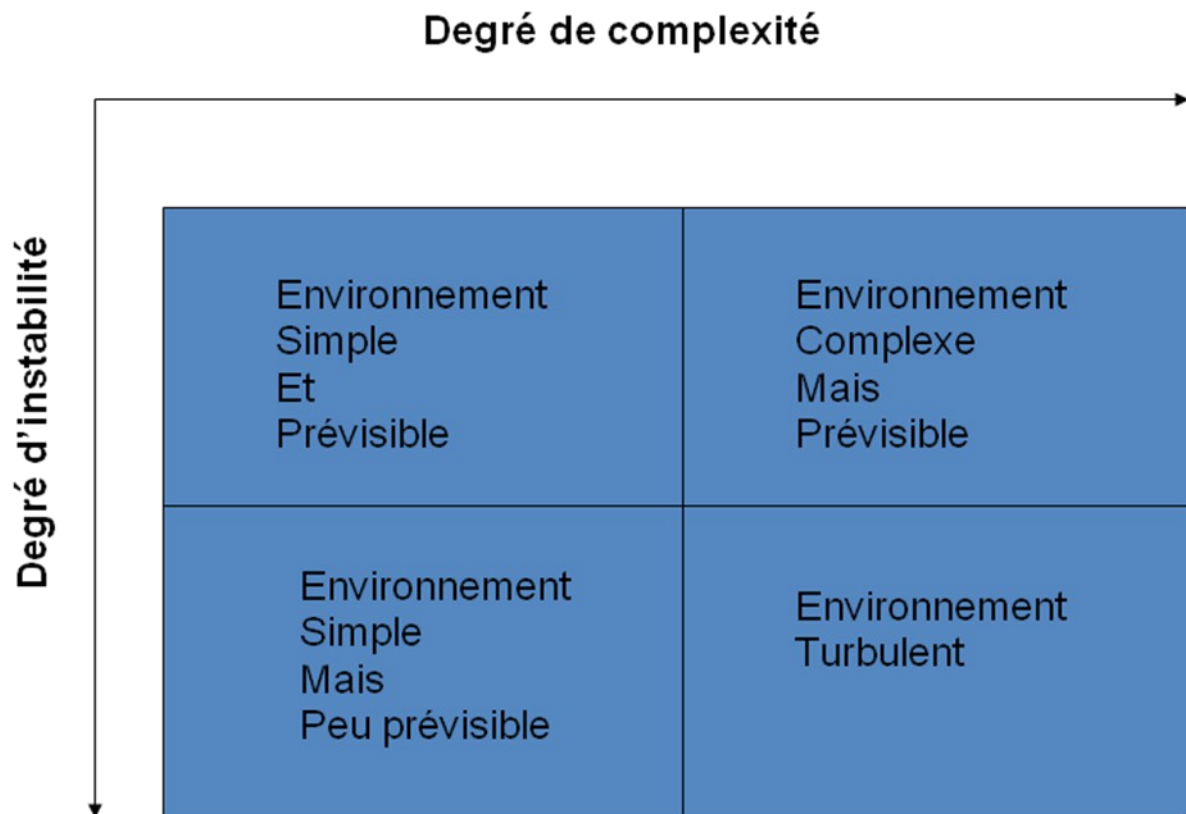 Degré de complexité
Degré d'instabilité
Environnement
Simple
Et
Prévisible
Environnement
Complexe
Mais
Prévisible
Environnement
Simple
Mais
Peu prévisible
Environnement
Turbulent